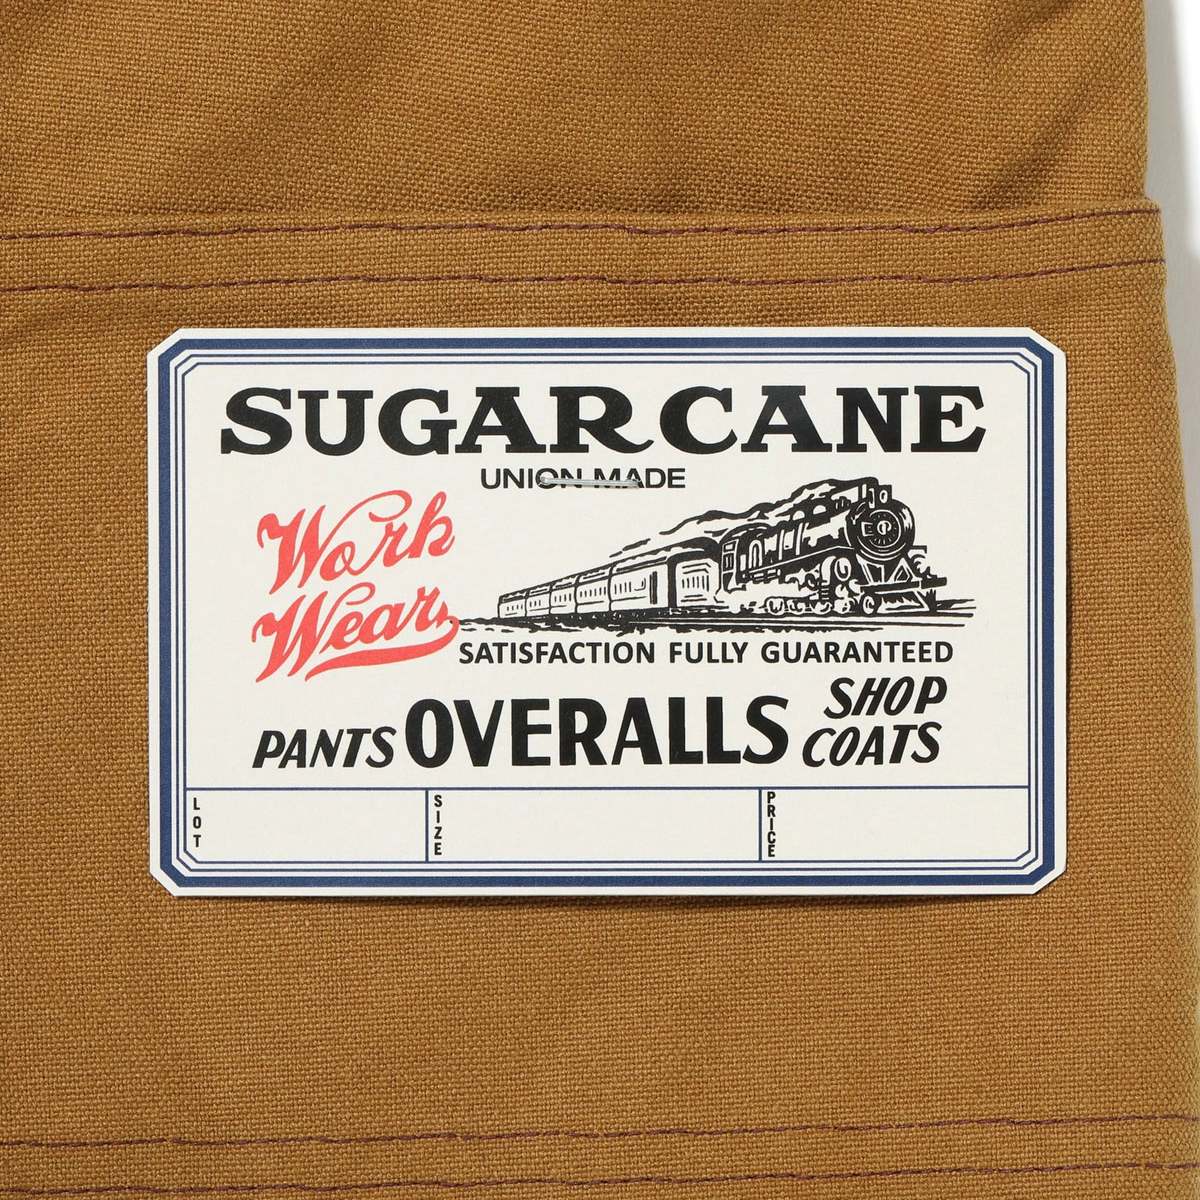 SUGAR CANE
UNION MADE
Work
Wear
SATISFACTION FULLY GUARANTEED
PANTS OVERALLS SHOP COATS
LOT
SIZE
PRICE